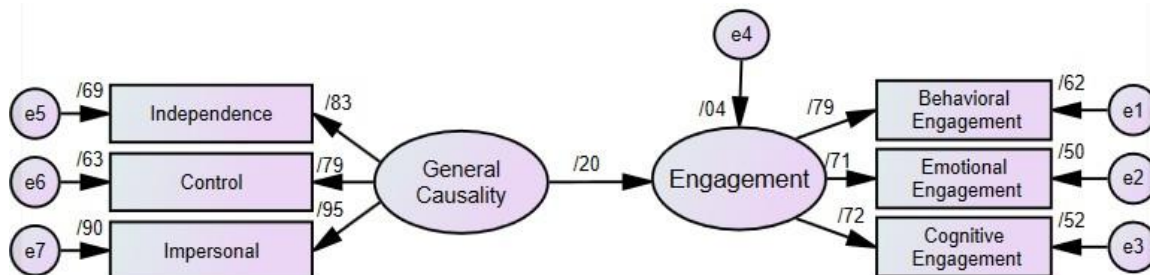 e4
/69
/83
/04
/79
/62
e5
Independence
Behavioral
Engagement
e1
/63
/79
/20
/71
/50
e6
Control
General
Causality
Engagement
Emotional
Engagement
e2
/90
/95
/72
/52
e7
Impersonal
Cognitive
Engagement
e3